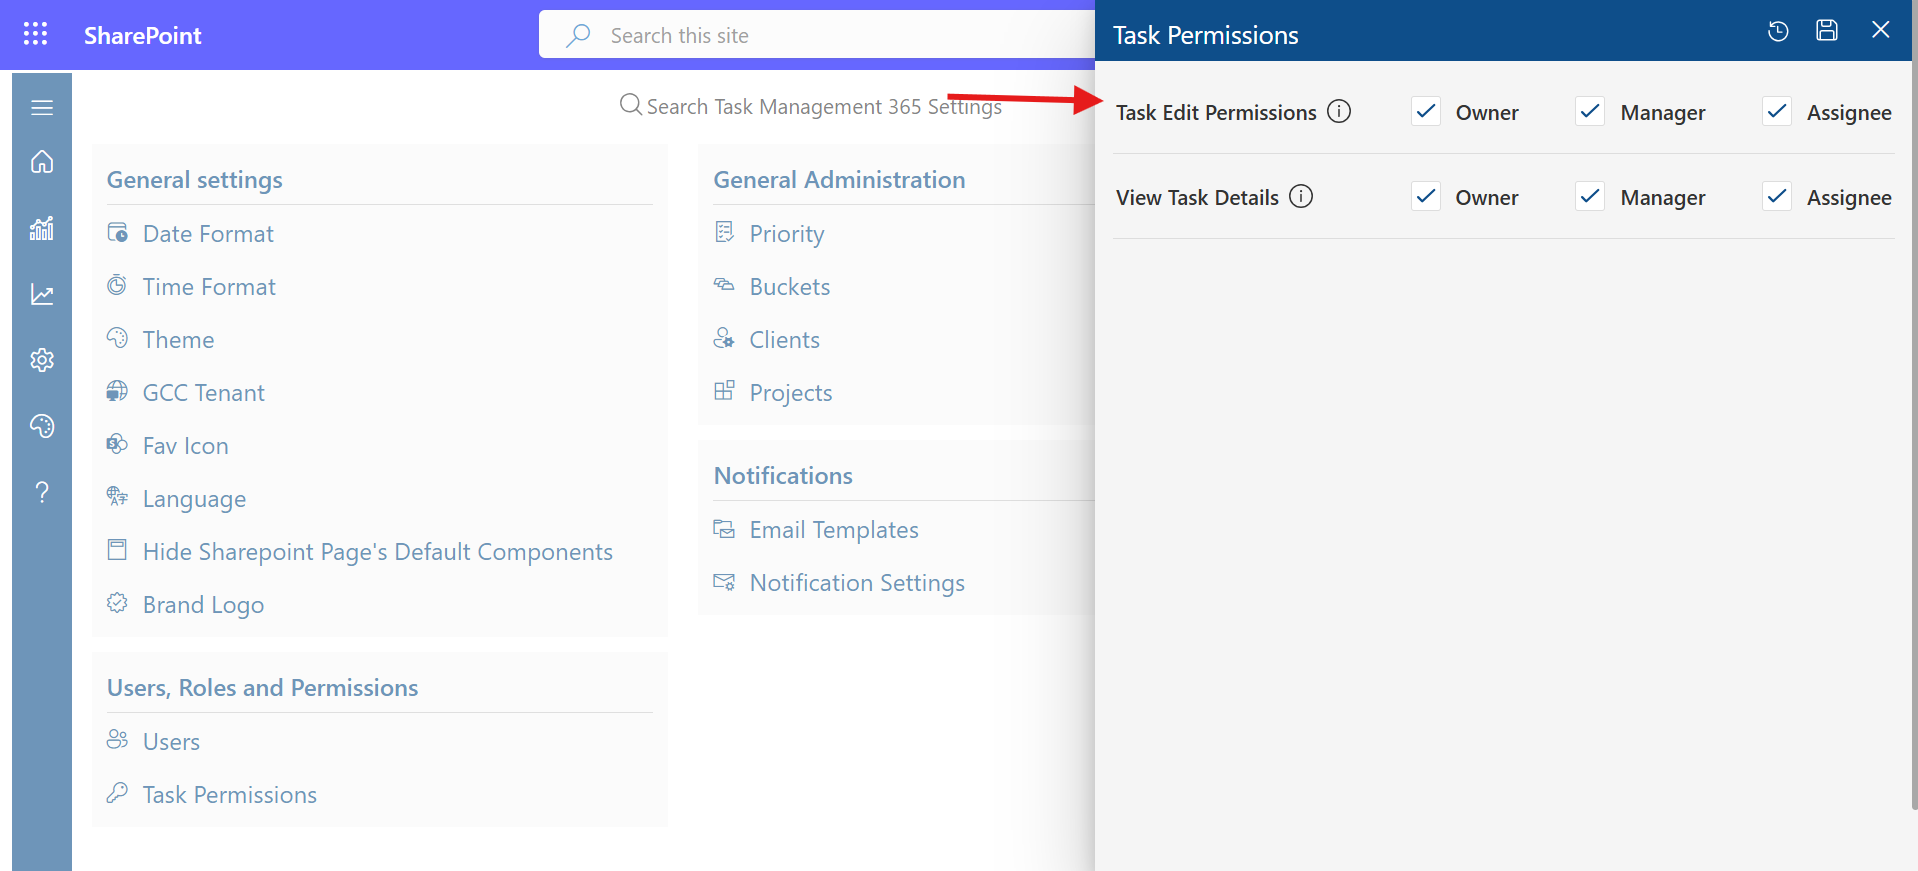 SharePoint
Search this site
Search Task Management 365 Settings
General settings
Date Format
Time Format
Theme
GCC Tenant
Fav Icon
Language
Hide Sharepoint Page's Default Components
Brand Logo
Users, Roles and Permissions
Users
Task Permissions
General Administration
Priority
Buckets
Clients
Projects
Notifications
Email Templates
Notification Settings
Task Permissions
Task Edit Permissions Owner Manager Assignee
View Task Details Owner Manager Assignee